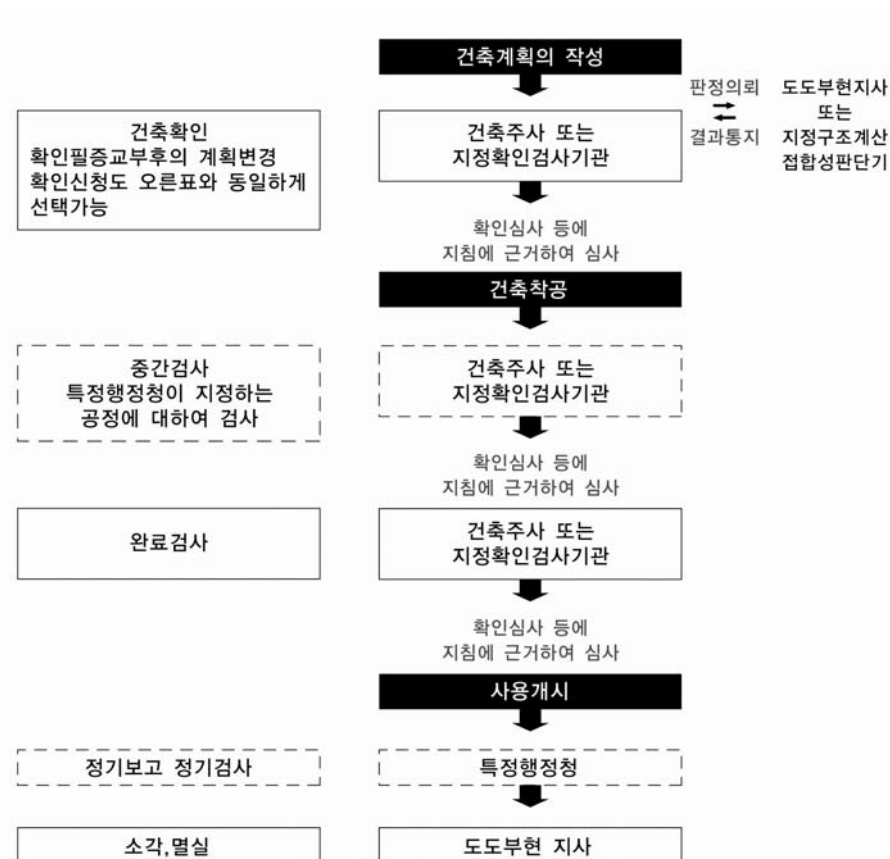 건축계획의 작성
판정의뢰
결과통지
도도부현지사
또는
지정구조계산
접합성판단기
건축확인
확인필증교부후의 계획변경
확인신청도 오른표와 동일하게
선택가능
건축주사 또는
지정확인검사기관
확인심사 등에
지침에 근거하여 심사
건축착공
중간검사
특정행정청이 지정하는
공정에 대하여 검사
건축주사 또는
지정확인검사기관
확인심사 등에
지침에 근거하여 심사
완료검사
건축주사 또는
지정확인검사기관
확인심사 등에
지침에 근거하여 심사
사용개시
정기보고 정기검사
특정행정청
소각,멸실
도도부현 지사